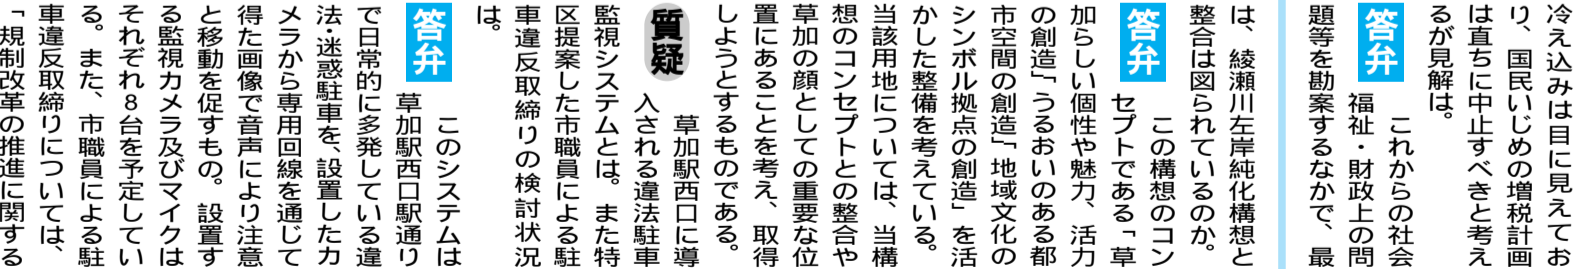 冷え込みは目に見えてお
り、国民いじめの増税計画
は直ちに中止すべきと考え
るが見解は。
答弁
これからの社会
福祉・財政上の問
題等を勘案するなかで、最
は、綾瀬川左岸純化構想と
整合は図られているのか。
答弁
この構想のコン
セプトである「草
加らしい個性や魅力、活力
の創造」「うるおいのある都
市空間の創造」「地域文化の
シンボル拠点の創造」を活
かした整備を考えている。
当該用地については、当構
想のコンセプトとの整合や
草加の顔としての重要な位
置にあることを考え、取得
しようとするものである。
質疑
草加駅西口に導
入される違法駐車
監視システムとは。また特
区提案した市職員による駐
車違反取締りの検討状況
は。
答弁
このシステムは
草加駅西口駅通り
で日常的に多発している違
法・迷惑駐車を、設置したカ
メラから専用回線を通じて
得た画像で音声により注意
と移動を促すもの。設置す
る監視カメラ及びマイクは
それぞれ8台を予定してい
る。また、市職員による駐
車違反取締りについては、
「規制改革の推進に関する